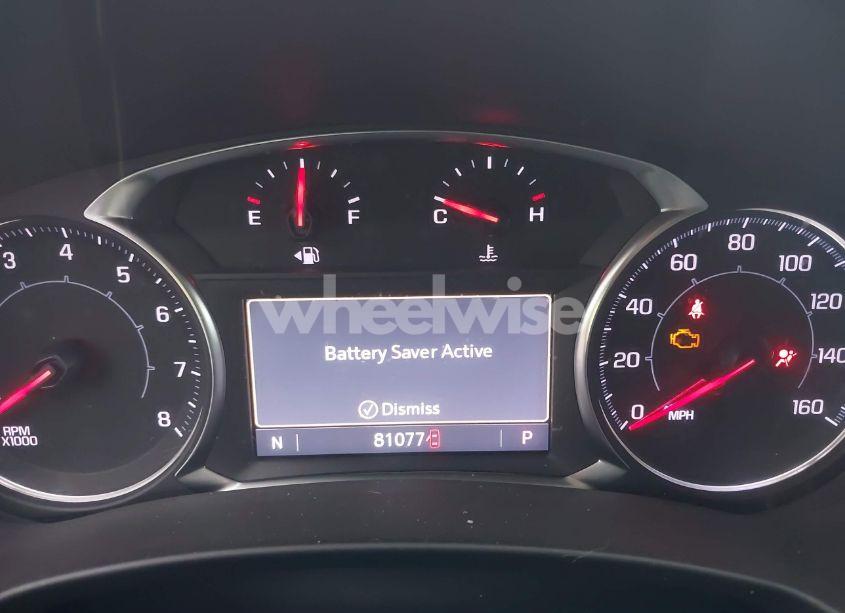 E F C H
3 4 5 6 7 8
RPM
X1000
wheelwise
Battery Saver Active
Dismiss
N 81077 P
0 20 40 60 80 100 120 140 160
MPH